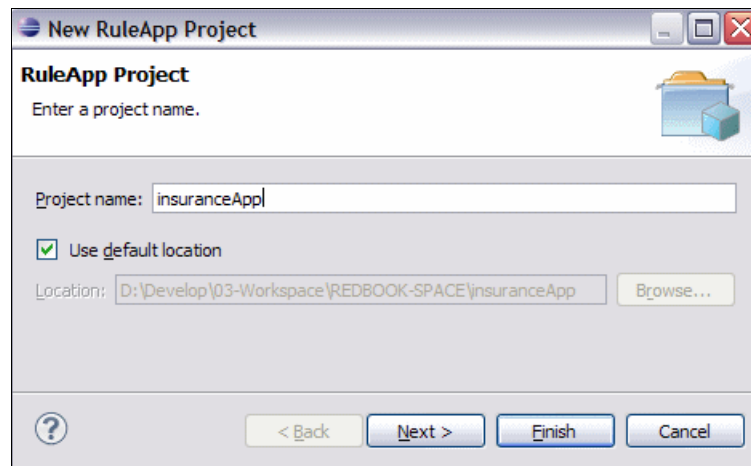 New RuleApp Project
RuleApp Project
Enter a project name.
Project name: insuranceApp
Use default location
Location: D:\Develop\03-Workspace\REDBOOK-SPACE\insuranceApp Browse...
? < Back Next > Finish Cancel